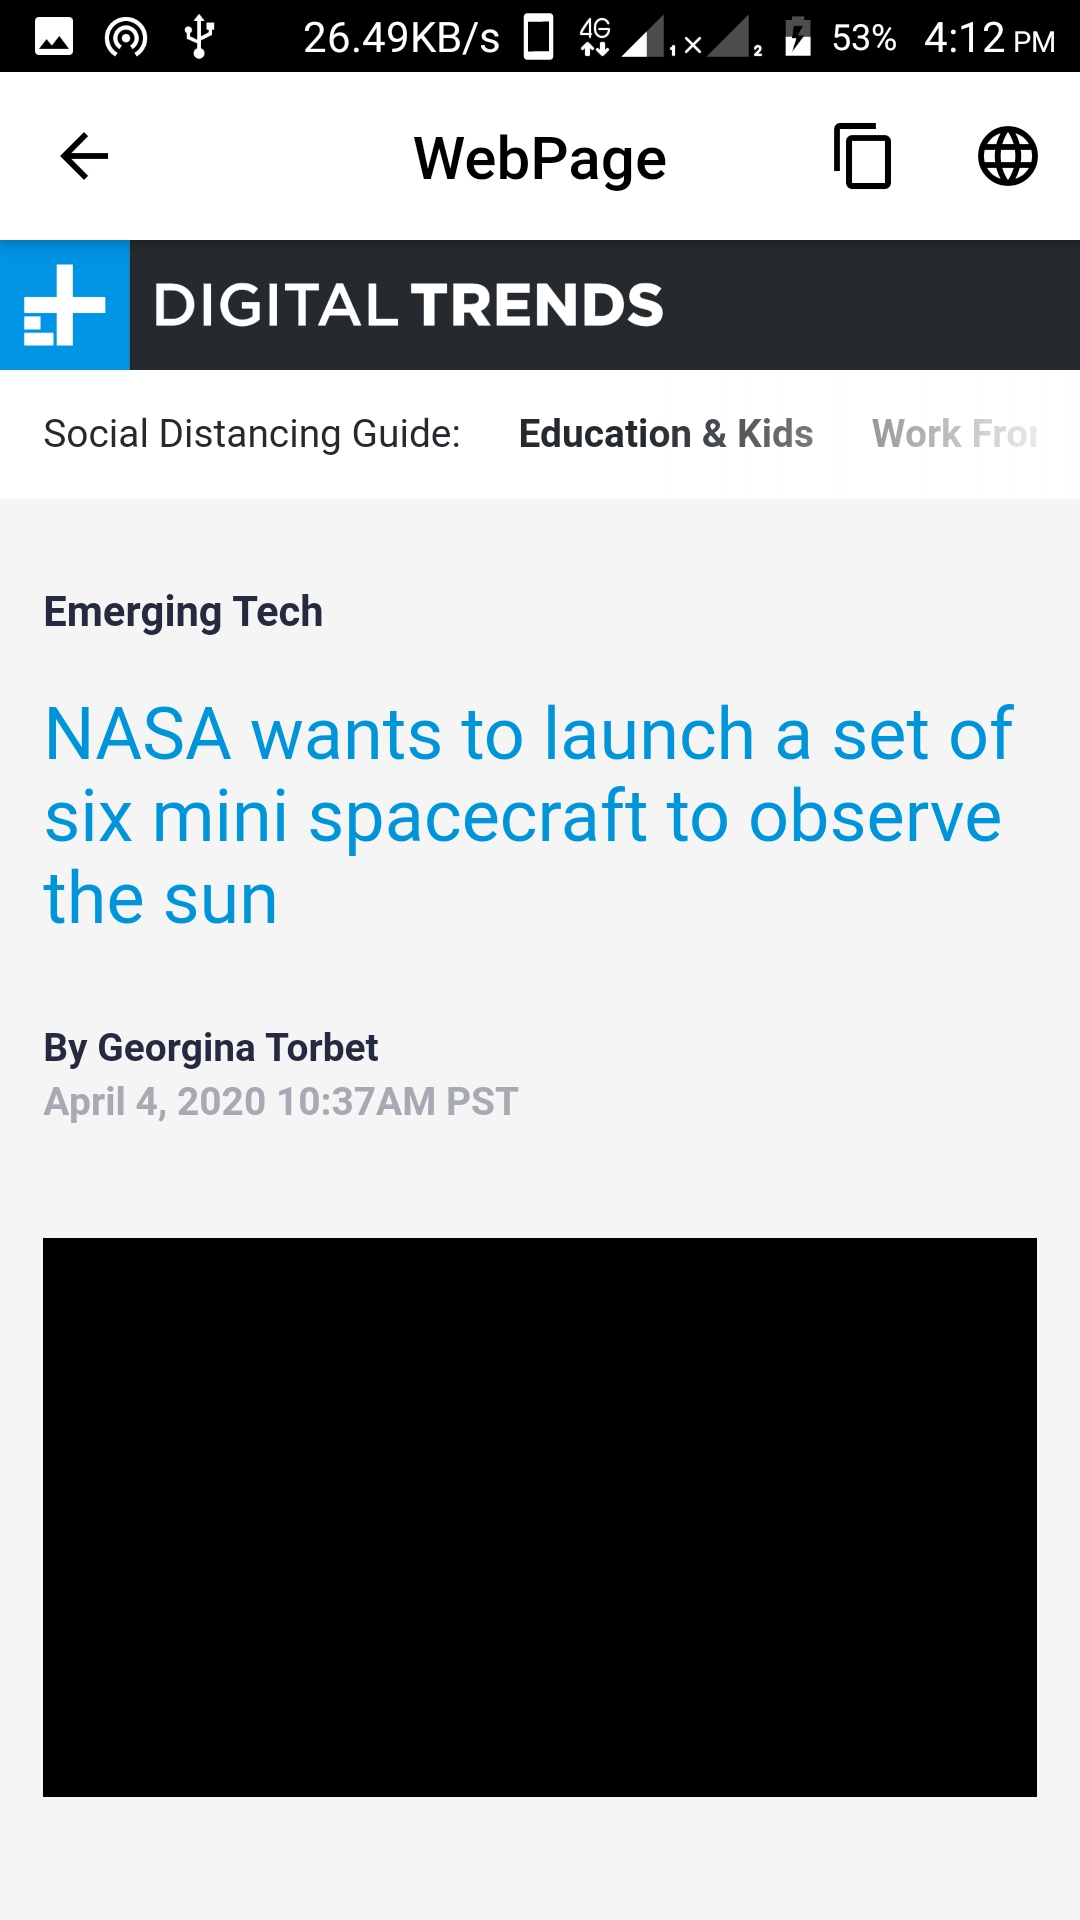 26.49KB/s 4G 1 2 53% 4:12 PM
WebPage
DIGITAL TRENDS
Social Distancing Guide: Education & Kids Work
Emerging Tech
NASA wants to launch a set of
six mini spacecraft to observe
the sun
By Georgina Torbet
April 4, 2020 10:37AM PST